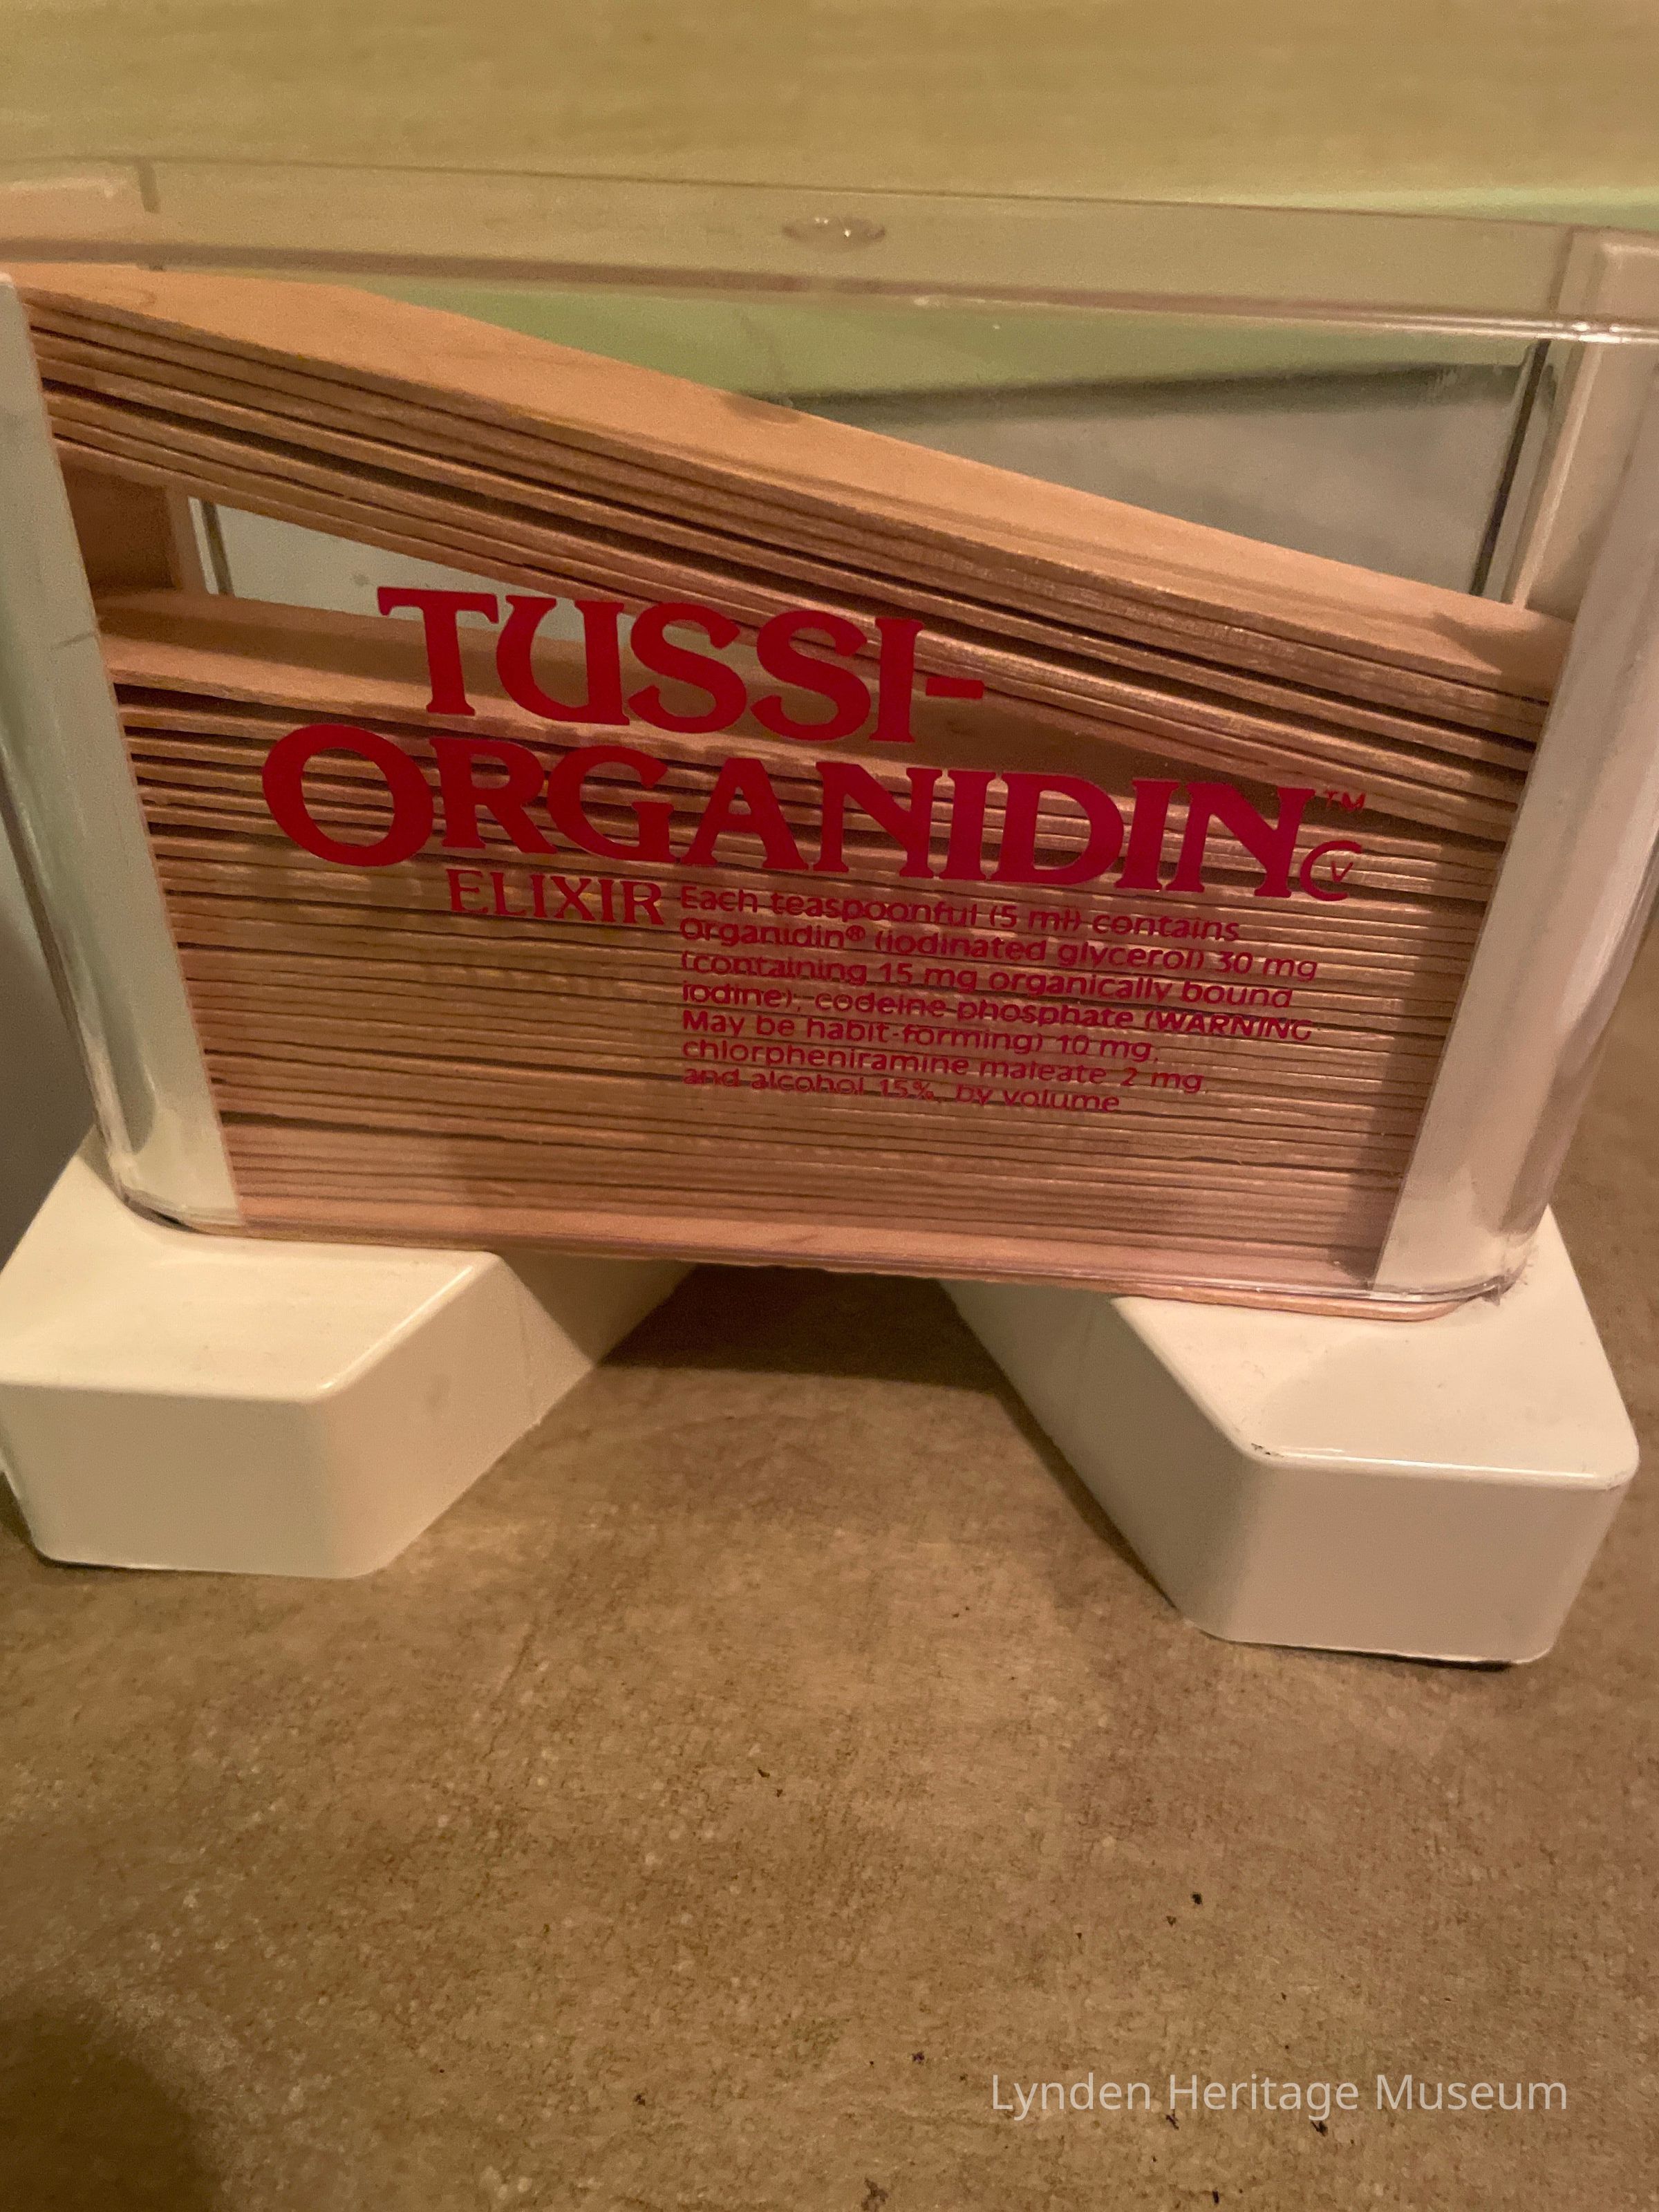 TUSSI-
ORGANIDIN™
CV
ELIXIR Each teaspoonful (5 ml) contains
Organidin® (iodinated glycerol) 30 mg
(containing 15 mg organically bound
iodine), codeine phosphate (WARNING
May be habit-forming) 10 mg,
chlorpheniramine maleate 2 mg,
and alcohol 15%, by volume
Lynden Heritage Museum